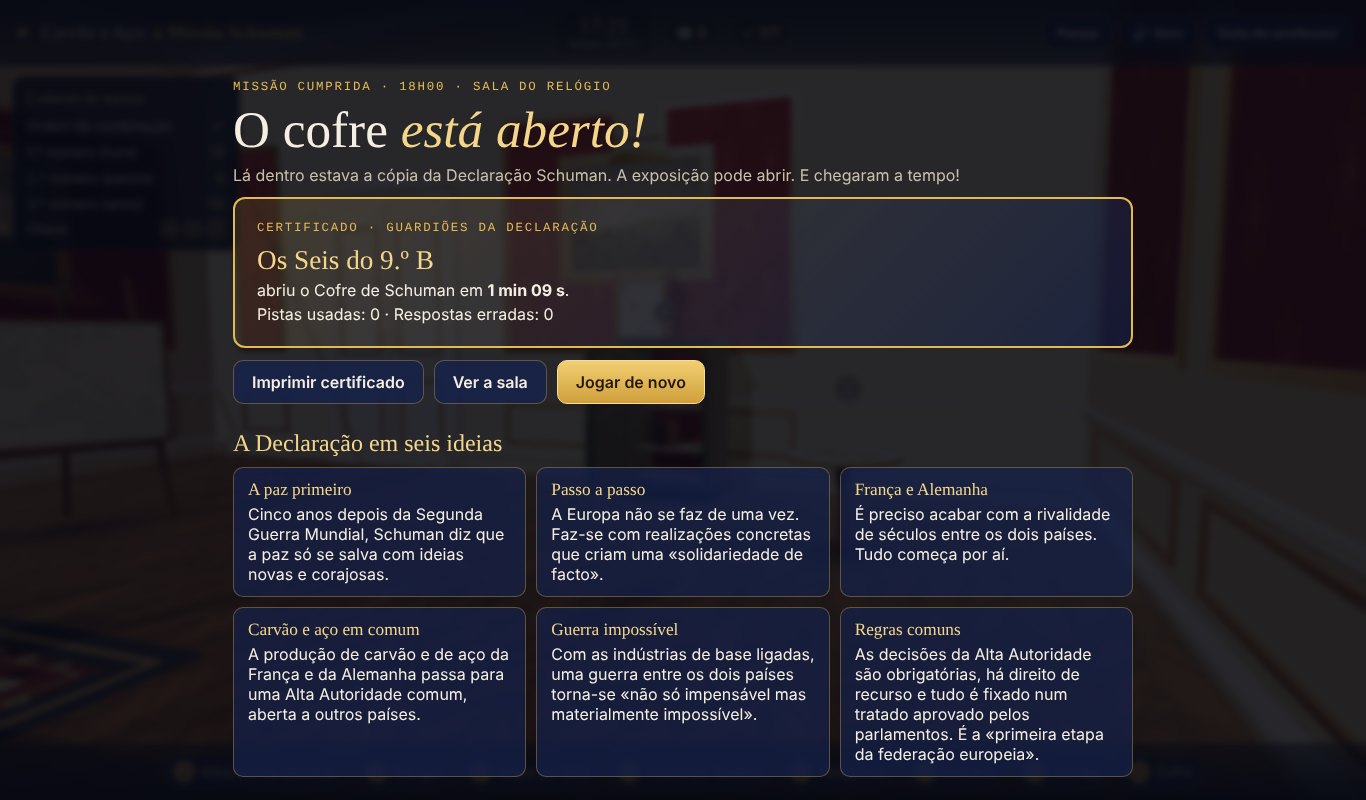 MISSÃO CUMPRIDA · 18H00 · SALA DO RELÓGIO
O cofre está aberto!
Lá dentro estava a cópia da Declaração Schuman. A exposição pode abrir. E chegaram a tempo!
CERTIFICADO · GUARDIÕES DA DECLARAÇÃO
Os Seis do 9.º B
abriu o Cofre de Schuman em 1 min 09 s.
Pistas usadas: 0 · Respostas erradas: 0
Imprimir certificado
Ver a sala
Jogar de novo
A Declaração em seis ideias
A paz primeiro
Cinco anos depois da Segunda
Guerra Mundial, Schuman diz que
a paz só se salva com ideias
novas e corajosas.
Passo a passo
A Europa não se faz de uma vez.
Faz-se com realizações concretas
que criam uma «solidariedade de
facto».
França e Alemanha
É preciso acabar com a rivalidade
de séculos entre os dois países.
Tudo começa por aí.
Carvão e aço em comum
A produção de carvão e de aço da
França e da Alemanha passa para
uma Alta Autoridade comum,
aberta a outros países.
Guerra impossível
Com as indústrias de base ligadas,
uma guerra entre os dois países
torna-se «não só impensável mas
materialmente impossível».
Regras comuns
As decisões da Alta Autoridade
são obrigatórias, há direito de
recurso e tudo é fixado num
tratado aprovado pelos
parlamentos. É a «primeira etapa
da federação europeia».